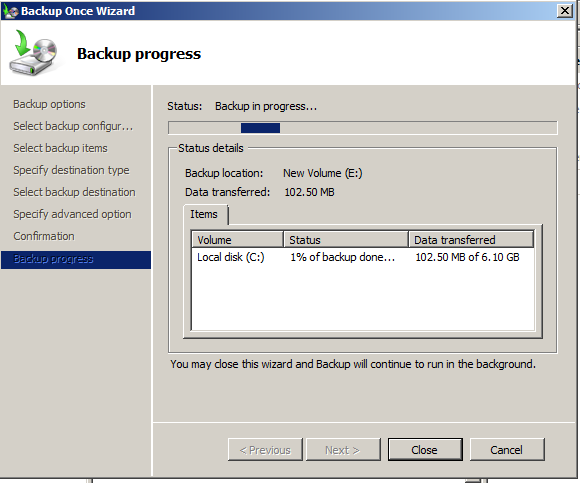 Backup Once Wizard
Backup progress
Backup options
Select backup configur...
Select backup items
Specify destination type
Select backup destination
Specify advanced option
Confirmation
Backup progress
Status: Backup in progress...
Status details
Backup location: New Volume (E:)
Data transferred: 102.50 MB
Items
Volume Status Data transferred
Local disk (C:) 1% of backup done... 102.50 MB of 6.10 GB
You may close this wizard and Backup will continue to run in the background.
< Previous Next > Close Cancel